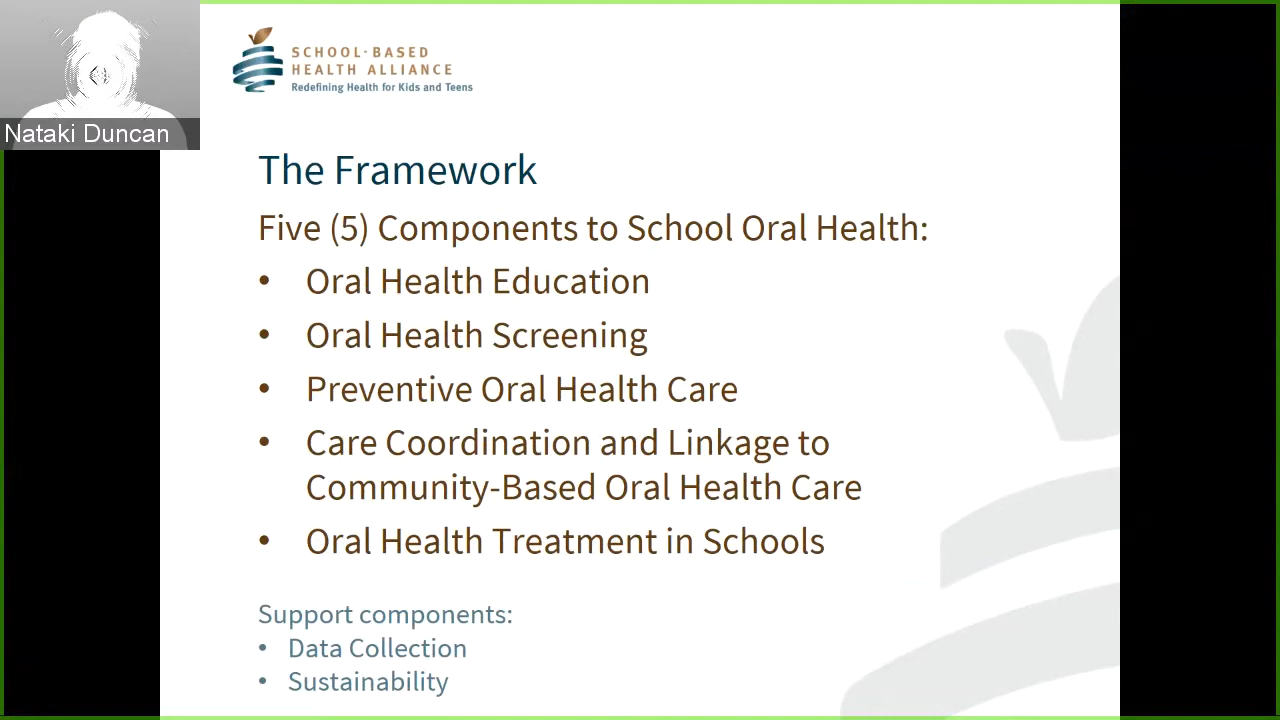 Nataki Duncan
SCHOOL-BASED
HEALTH ALLIANCE
Redefining Health for Kids and Teens
The Framework
Five (5) Components to School Oral Health:
• Oral Health Education
• Oral Health Screening
• Preventive Oral Health Care
• Care Coordination and Linkage to
Community-Based Oral Health Care
• Oral Health Treatment in Schools
Support components:
• Data Collection
• Sustainability